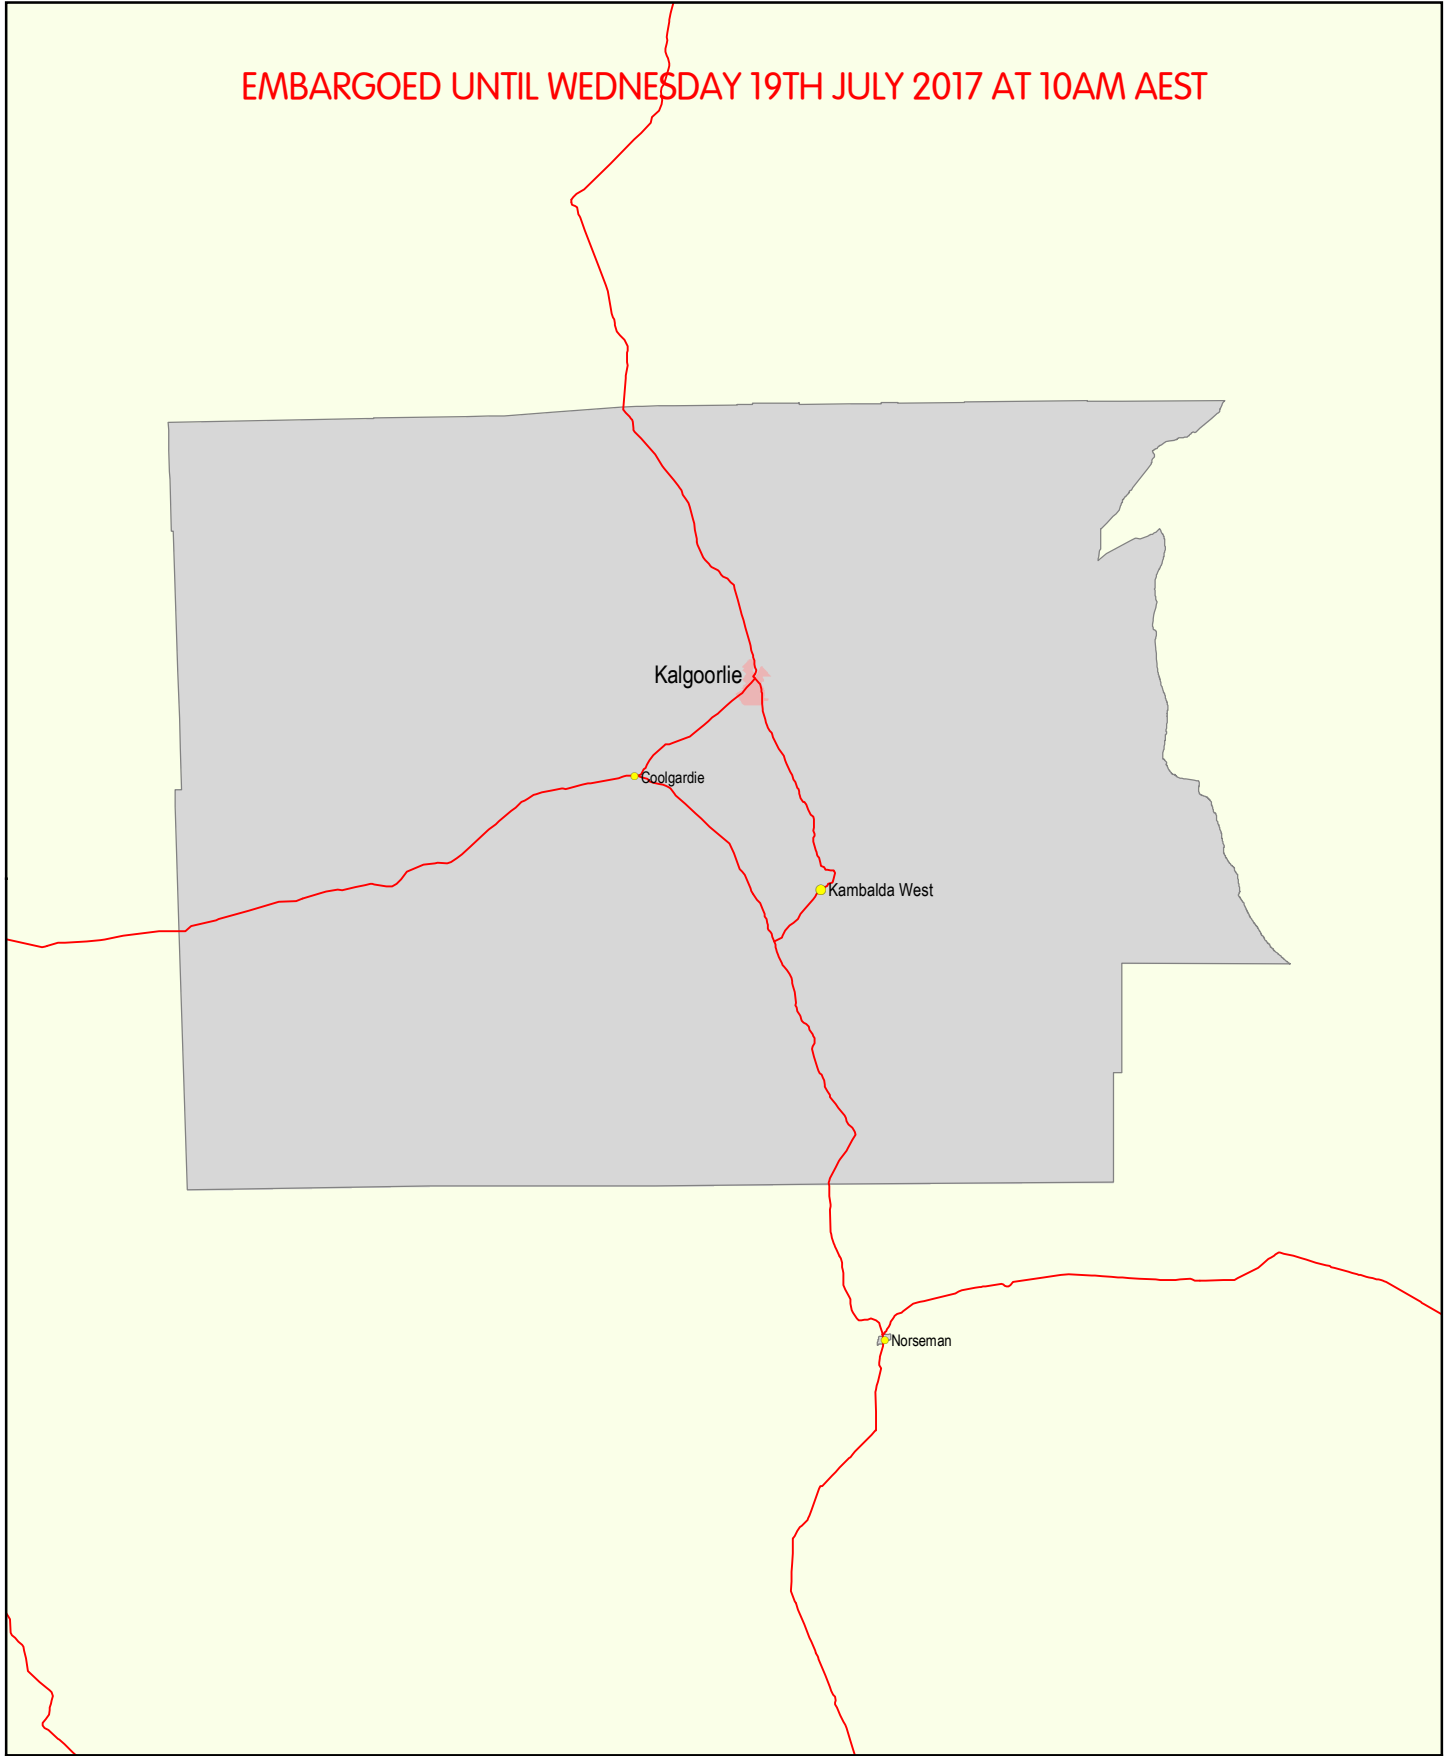 EMBARGOED UNTIL WEDNESDAY 19TH JULY 2017 AT 10AM AEST
Kalgoorlie
Coolgardie
Kambalda West
Norseman